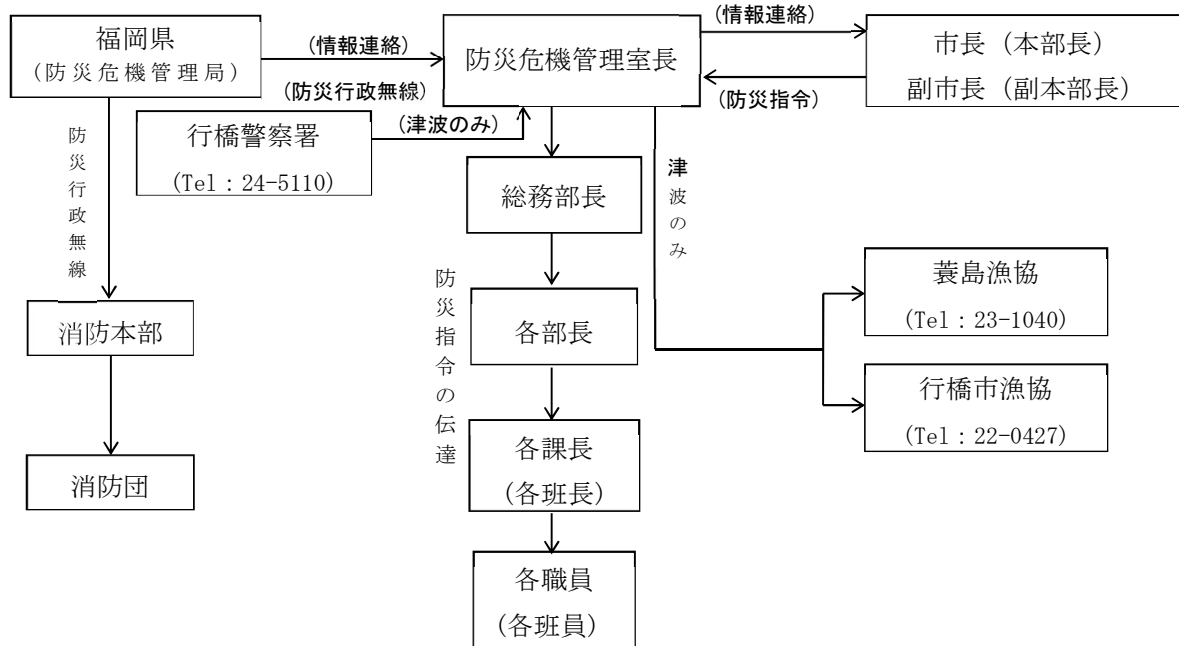 福岡県
(防災危機管理局)
(情報連絡)
(防災行政無線)
防災危機管理室長
(情報連絡)
(防災指令)
市長（本部長）
副市長（副本部長）
行橋警察署
(Tel：24-5110)
(津波のみ)
防災行政無線
総務部長
津波のみ
消防本部
防災指令の伝達
各部長
蓑島漁協
(Tel：23-1040)
行橋市漁協
(Tel：22-0427)
消防団
各課長
(各班長)
各職員
(各班員)